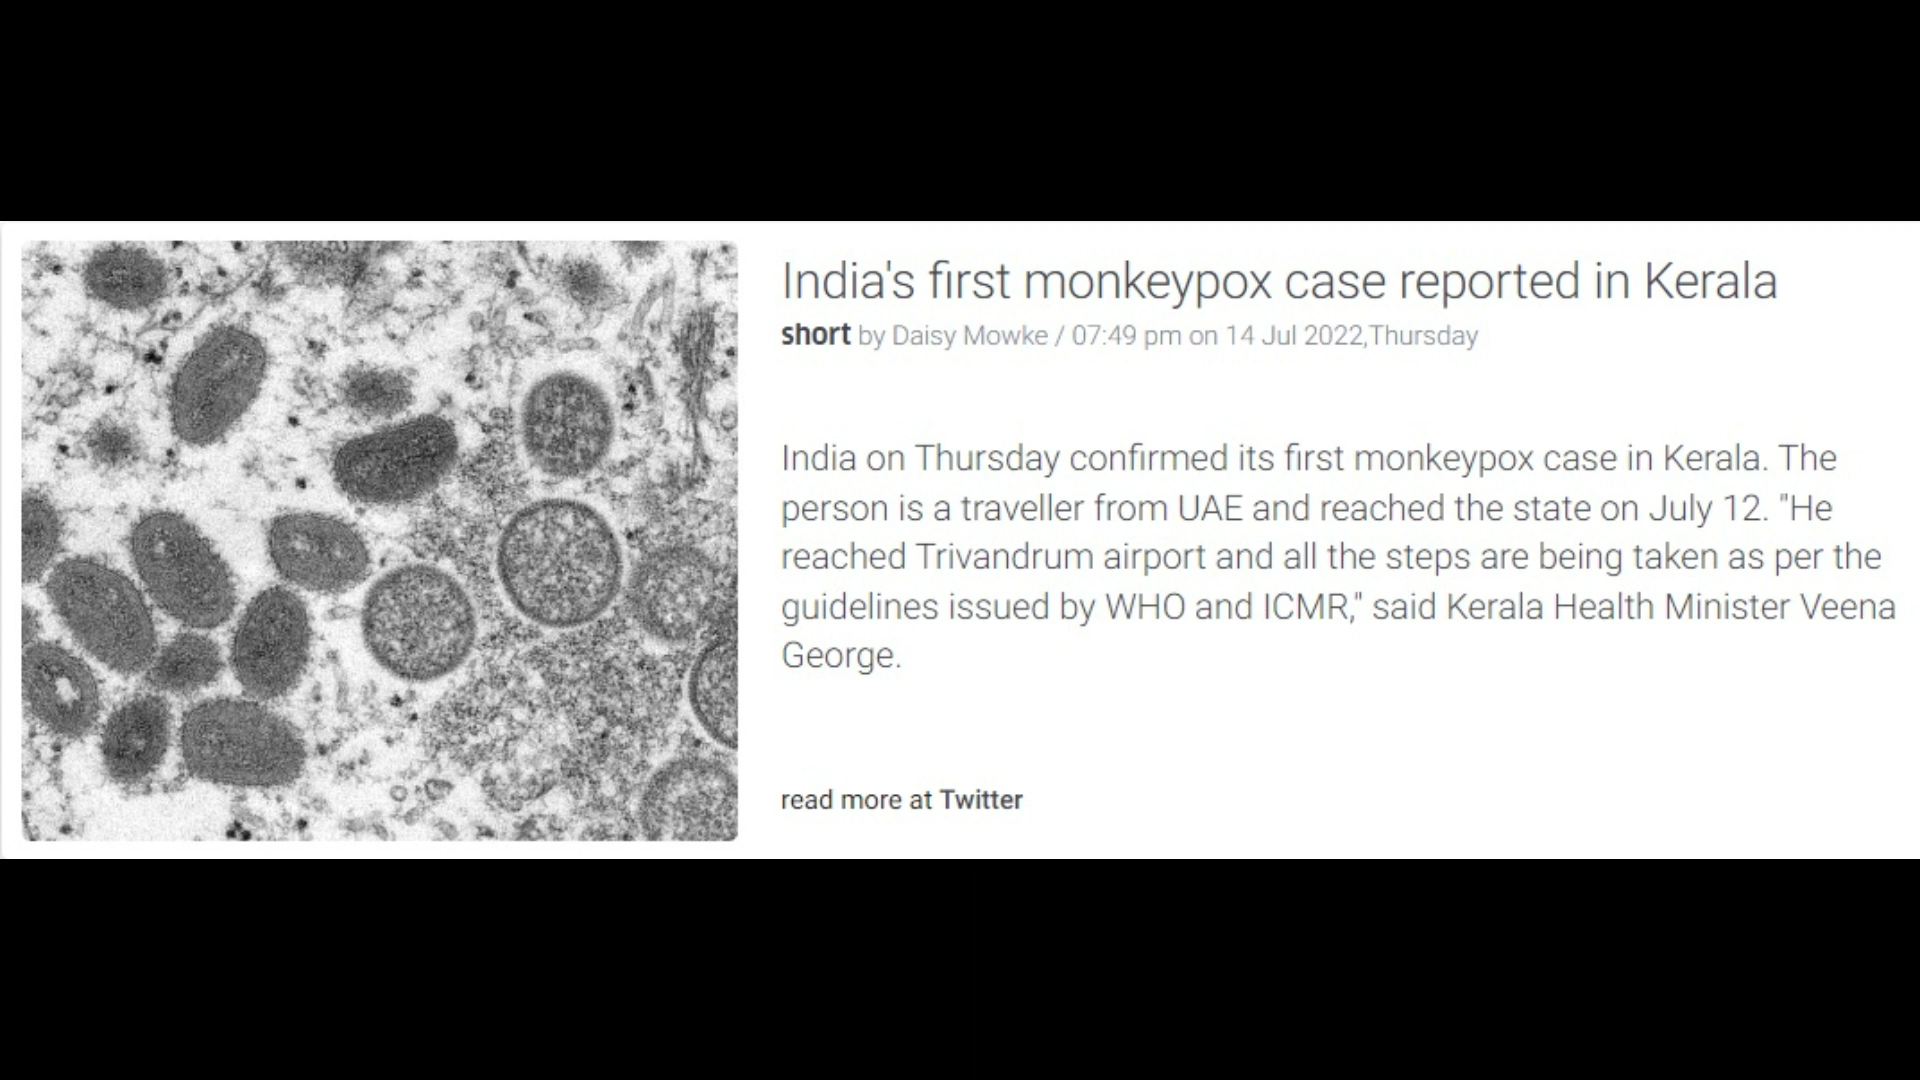 India's first monkeypox case reported in Kerala
short by Daisy Mowke / 07:49 pm on 14 Jul 2022,Thursday
India on Thursday confirmed its first monkeypox case in Kerala. The
person is a traveller from UAE and reached the state on July 12. "He
reached Trivandrum airport and all the steps are being taken as per the
guidelines issued by WHO and ICMR," said Kerala Health Minister Veena
George.
read more at Twitter